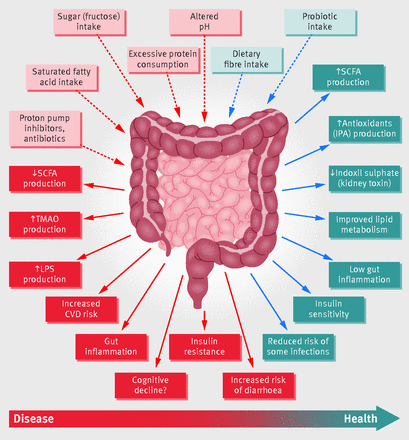 Sugar (fructose)
intake
Altered
pH
Probiotic
intake
Excessive protein
consumption
Dietary
fibre intake
Saturated fatty
acid intake
Proton pump
inhibitors,
antibiotics
↓SCFA
production
↑TMAO
production
↑LPS
production
Increased
CVD risk
Gut
inflammation
Cognitive
decline?
Insulin
resistance
Increased risk
of diarrhoea
↑SCFA
production
↑Antioxidants
(IPA) production
↓Indoxil sulphate
(kidney toxin)
Improved lipid
metabolism
Low gut
inflammation
Insulin
sensitivity
Reduced risk of
some infections
Disease
Health